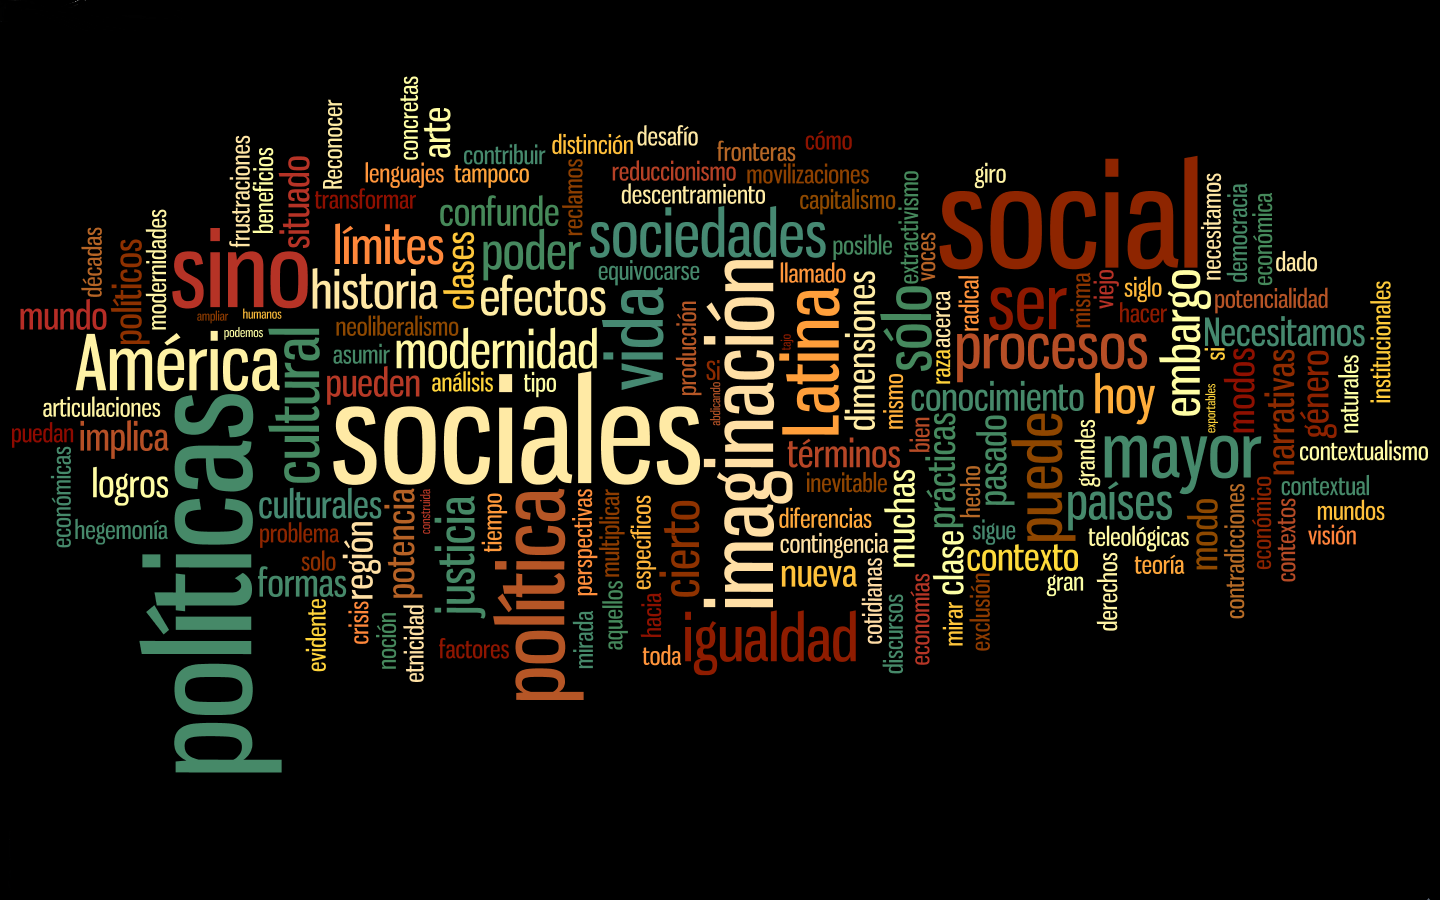 concretas
arte
Reconocer
frustraciones
beneficios
situado
contribuir
distinción
desafío
fronteras
cómo
lenguajes
tampoco
reclamos
reduccionismo
movilizaciones
transformar
descentramiento
capitalismo
extractivismo
giro
social
necesitamos
democracia
económica
décadas
políticos
modernidades
sino
límites
confunde
clases
poder
sociedades
posible
voces
dado
historia
efectos
equivocarse
llamado
mundo
ampliar
humanos
podemos
neoliberalismo
vida
producción
imaginación
Latina
tajo
dimensiones
sólo
acerca
raza
radical
ser
misma
viejo
siglo
hacer
embargo
potencialidad
Necesitamos
si
institucionales
América
cultural
asumir
modernidad
procesos
pueden
análisis
tipo
Si
abdicando
mismo
conocimiento
hoy
exportables
modos
narrativas
género
naturales
articulaciones
políticas
sociales
puedan
implica
términos
bien
prácticas
pasado
puede
grandes
mayor
contextualismo
económicas
logros
inevitable
muchas
hecho
países
contextual
culturales
potencia
construida
justicia
tiempo
política
perspectivas
multiplicar
específicos
cierto
diferencias
modo
contradicciones
económico
contextos
mundos
hegemonía
problema
región
contingencia
sigue
teleológicas
visión
solo
formas
nueva
clase
contexto
teoría
gran
derechos
evidente
crisis
noción
etnicidad
factores
mirada
aquellos
hacia
toda
igualdad
cotidianas
discursos
economías
mirar
exclusión